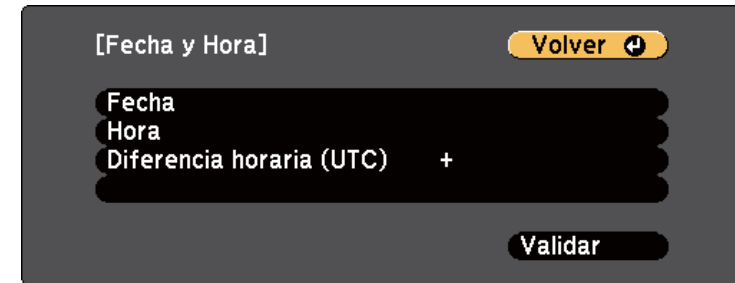 [Fecha y Hora]
Volver
Fecha
Hora
Diferencia horaria (UTC) +
Validar